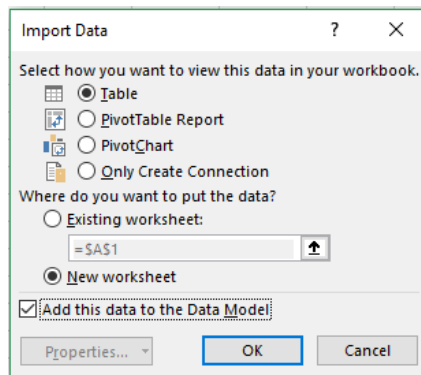 Import Data ?
Select how you want to view this data in your workbook.
Table
PivotTable Report
PivotChart
Only Create Connection
Where do you want to put the data?
Existing worksheet:
=$A$1
New worksheet
Add this data to the Data Model
Properties...
OK
Cancel